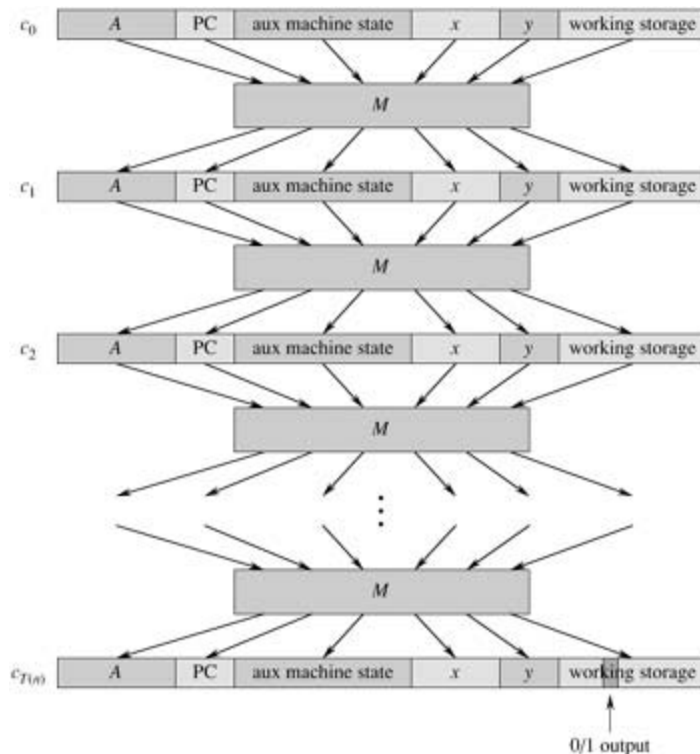 c0 A PC aux machine state x y working storage
M
c1 A PC aux machine state x y working storage
M
c2 A PC aux machine state x y working storage
M
M
cT(n) A PC aux machine state x y working storage
0/1 output